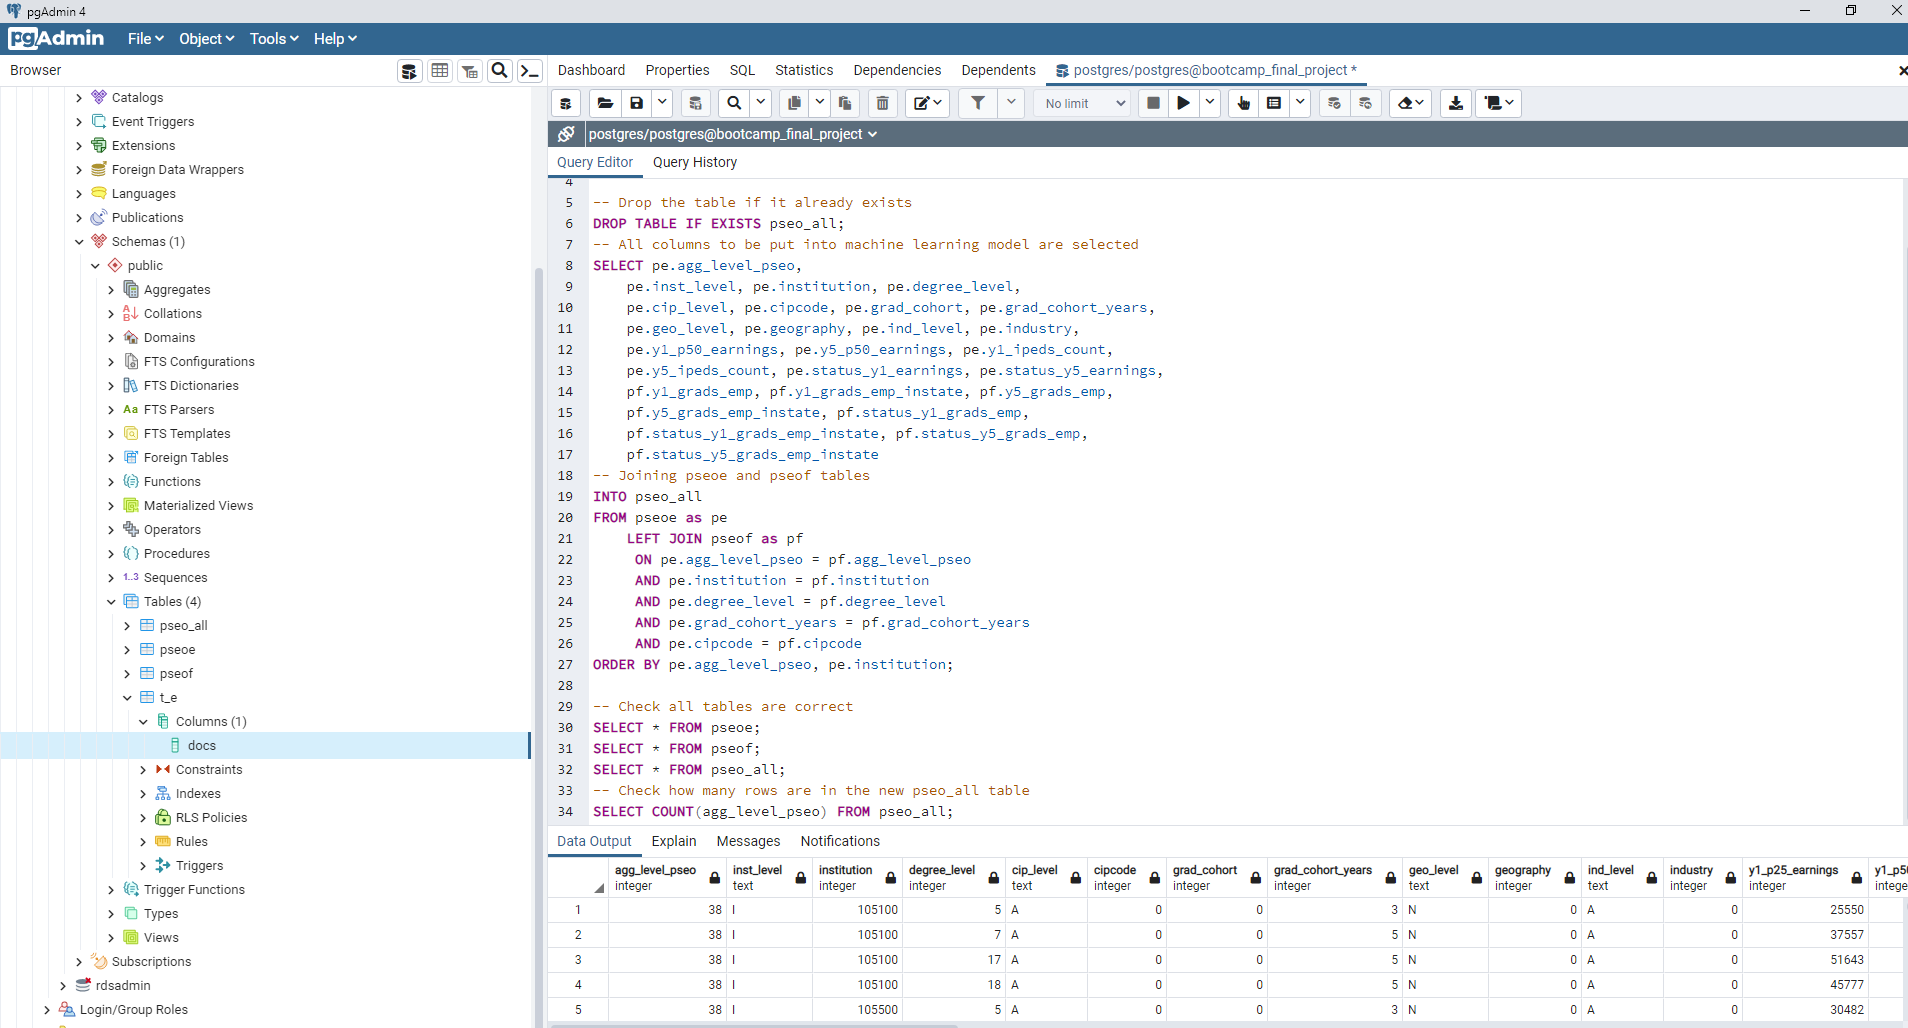 pgAdmin 4
pgAdmin File Object Tools Help
Browser
Dashboard Properties SQL Statistics Dependencies Dependents postgres/postgres@bootcamp_final_project *
No limit
postgres/postgres@bootcamp_final_project
Query Editor Query History
Catalogs
Event Triggers
Extensions
Foreign Data Wrappers
Languages
Publications
Schemas (1)
public
Aggregates
Collations
Domains
FTS Configurations
FTS Dictionaries
Aa FTS Parsers
FTS Templates
Foreign Tables
Functions
Materialized Views
Operators
Procedures
1..3 Sequences
Tables (4)
pseo_all
pseoe
pseof
t_e
Columns (1)
docs
Constraints
Indexes
RLS Policies
Rules
Triggers
Trigger Functions
Types
Views
Subscriptions
rdsadmin
Login/Group Roles
4
5 -- Drop the table if it already exists
6 DROP TABLE IF EXISTS pseo_all;
7 -- All columns to be put into machine learning model are selected
8 SELECT pe.agg_level_pseo,
9 pe.inst_level, pe.institution, pe.degree_level,
10 pe.cip_level, pe.cipcode, pe.grad_cohort, pe.grad_cohort_years,
11 pe.geo_level, pe.geography, pe.ind_level, pe.industry,
12 pe.y1_p50_earnings, pe.y5_p50_earnings, pe.y1_ipeds_count,
13 pe.y5_ipeds_count, pe.status_y1_earnings, pe.status_y5_earnings,
14 pf.y1_grads_emp, pf.y1_grads_emp_instate, pf.y5_grads_emp,
15 pf.y5_grads_emp_instate, pf.status_y1_grads_emp,
16 pf.status_y1_grads_emp_instate, pf.status_y5_grads_emp,
17 pf.status_y5_grads_emp_instate
18 -- Joining pseoe and pseof tables
19 INTO pseo_all
20 FROM pseoe as pe
21 LEFT JOIN pseof as pf
22 ON pe.agg_level_pseo = pf.agg_level_pseo
23 AND pe.institution = pf.institution
24 AND pe.degree_level = pf.degree_level
25 AND pe.grad_cohort_years = pf.grad_cohort_years
26 AND pe.cipcode = pf.cipcode
27 ORDER BY pe.agg_level_pseo, pe.institution;
28
29 -- Check all tables are correct
30 SELECT * FROM pseoe;
31 SELECT * FROM pseof;
32 SELECT * FROM pseo_all;
33 -- Check how many rows are in the new pseo_all table
34 SELECT COUNT(agg_level_pseo) FROM pseo_all;
Data Output Explain Messages Notifications
agg_level_pseo inst_level institution degree_level cip_level cipcode grad_cohort grad_cohort_years geo_level geography ind_level industry y1_p25_earnings y1_p5
integer text integer integer text integer integer integer text integer text integer integer intege
1 38 I 105100 5 A 0 0 3 N 0 A 0 25550
2 38 I 105100 7 A 0 0 5 N 0 A 0 37557
3 38 I 105100 17 A 0 0 5 N 0 A 0 51643
4 38 I 105100 18 A 0 0 5 N 0 A 0 45777
5 38 I 105500 5 A 0 0 3 N 0 A 0 30482